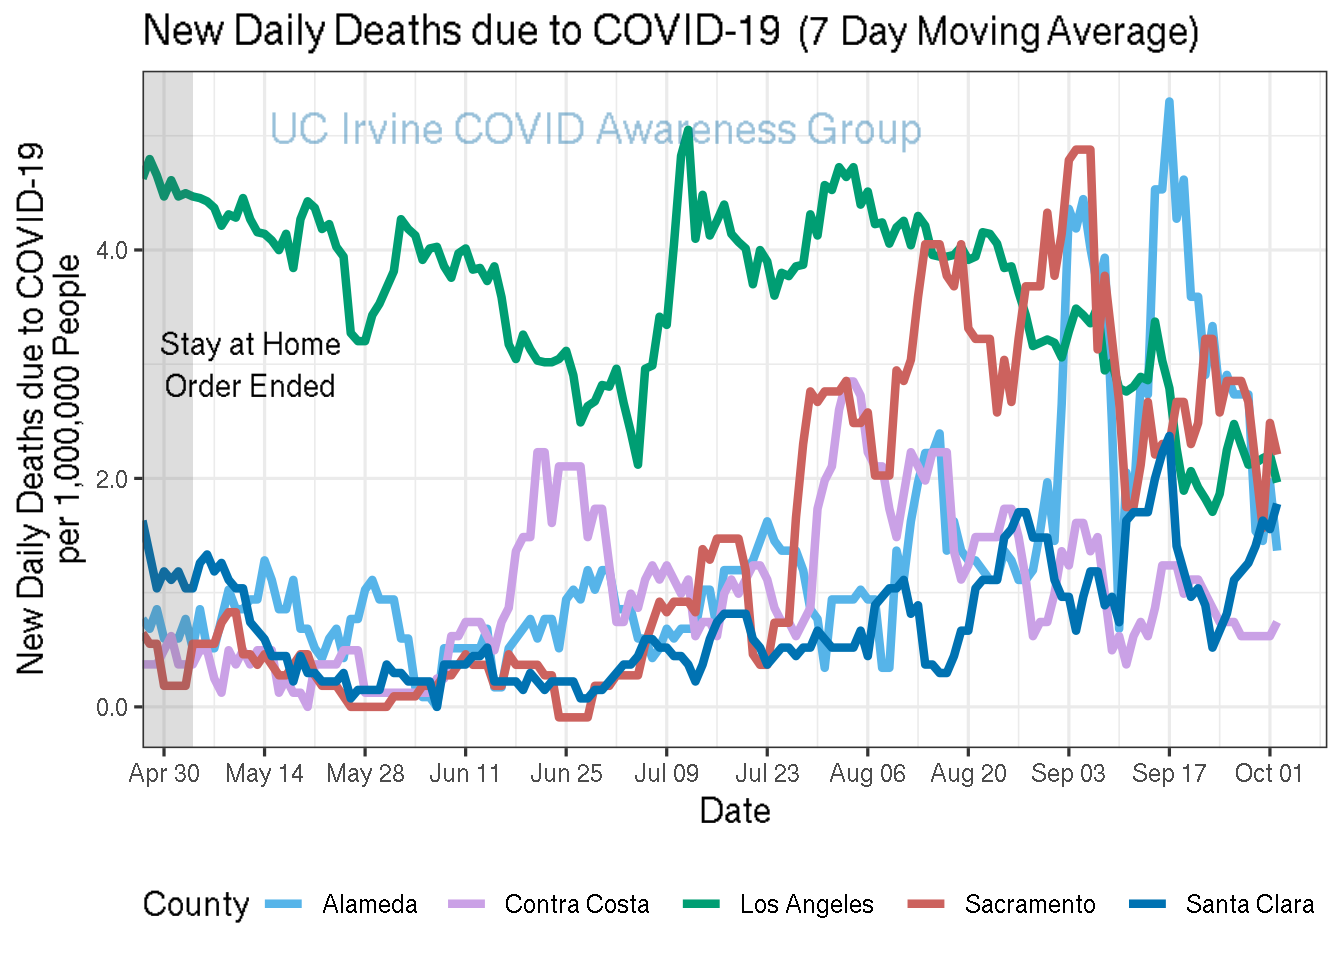 New Daily Deaths due to COVID-19 (7 Day Moving Average)
UC Irvine COVID Awareness Group
New Daily Deaths due to COVID-19
per 1,000,000 People
4.0
2.0
0.0
Stay at Home
Order Ended
Apr 30 May 14 May 28 Jun 11 Jun 25 Jul 09 Jul 23 Aug 06 Aug 20 Sep 03 Sep 17 Oct 01
Date
County Alameda Contra Costa Los Angeles Sacramento Santa Clara